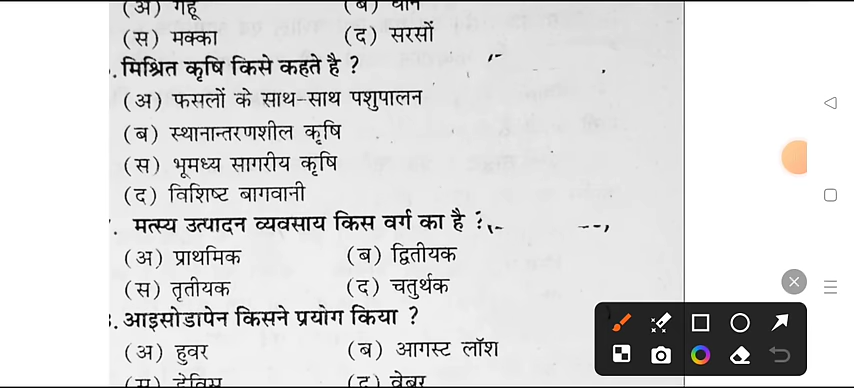 (अ) गेहूँ (ब) धान
(स) मक्का (द) सरसों
. मिश्रित कृषि किसे कहते है ?
(अ) फसलों के साथ-साथ पशुपालन
(ब) स्थानान्तरणशील कृषि
(स) भूमध्य सागरीय कृषि
(द) विशिष्ट बागवानी
. मत्स्य उत्पादन व्यवसाय किस वर्ग का है ?
(अ) प्राथमिक (ब) द्वितीयक
(स) तृतीयक (द) चतुर्थक
. आइसोडापेन किसने प्रयोग किया ?
(अ) हुवर (ब) आगस्ट लॉश
(स) डेविस (द) वेबर